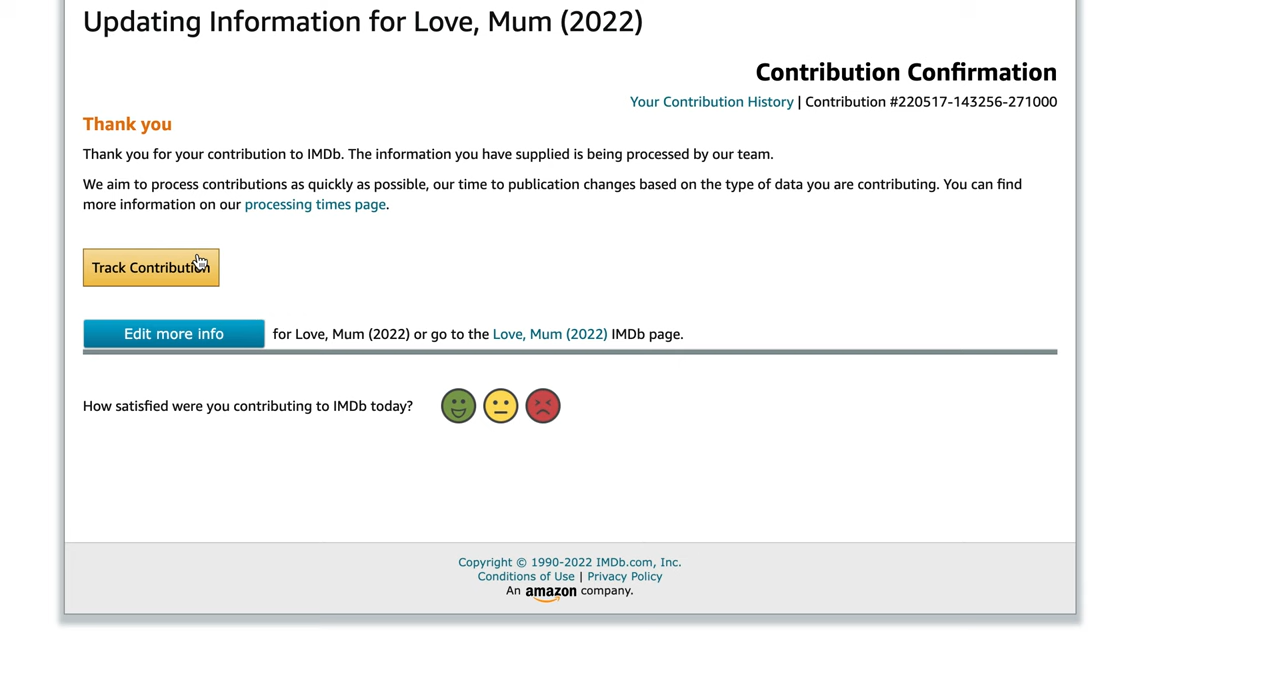 Updating Information for Love, Mum (2022)
Contribution Confirmation
Your Contribution History | Contribution #220517-143256-271000
Thank you
Thank you for your contribution to IMDb. The information you have supplied is being processed by our team.
We aim to process contributions as quickly as possible, our time to publication changes based on the type of data you are contributing. You can find
more information on our processing times page.
Track Contribution
Edit more info for Love, Mum (2022) or go to the Love, Mum (2022) IMDb page.
How satisfied were you contributing to IMDb today?
Copyright © 1990-2022 IMDb.com, Inc.
Conditions of Use | Privacy Policy
An amazon company.